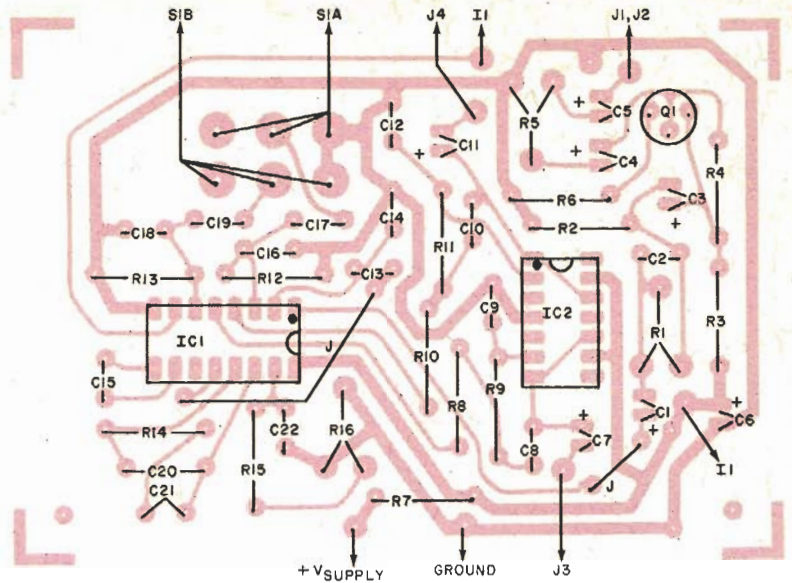 S1B S1A J4 I1 J1,J2
C12 + C11 R5 + C5 Q1
+ C4 R4
C19 C17 C14 R6 C3
C18 C10 R2 +
C16 R11 C2
R13 R12 C13
IC1 J C9 IC2 R1 R3
C15 R10 R8 R9
R14 C22 R16 + C7 C1 + + C6
C20 R15 C8
C21 R7 J I1
+VSUPPLY GROUND J3